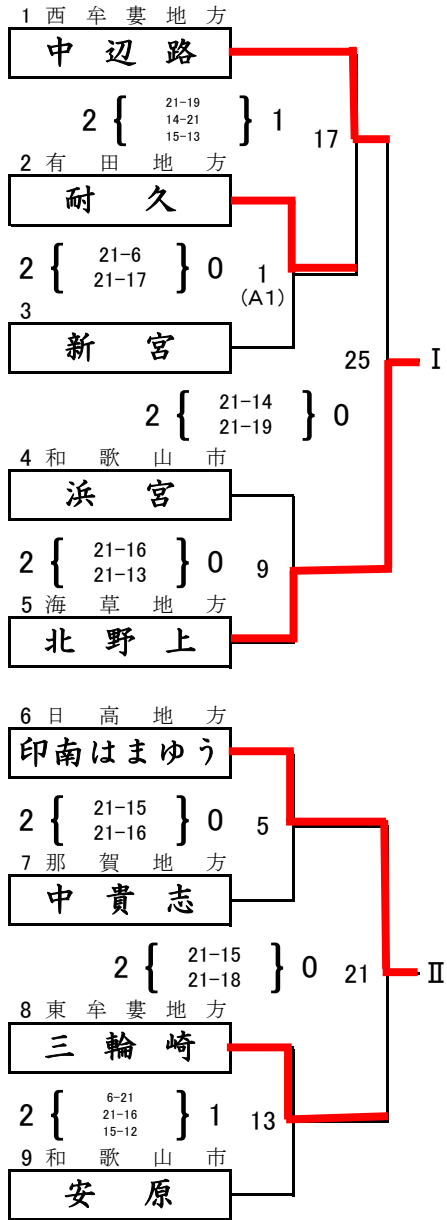 1 西牟婁地方
中辺路
2 { 21-19 } 1
14-21
15-13
17
2 有田地方
耐久
2 { 21-6 } 0
21-17
1
(A1)
3
新宮
25
I
2 { 21-14 } 0
21-19
4 和歌山市
浜宮
2 { 21-16 } 0
21-13
9
5 海草地方
北野上
6 日高地方
印南はまゆう
2 { 21-15 } 0
21-16
5
7 那賀地方
中貴志
2 { 21-15 } 0
21-18
21
II
8 東牟婁地方
三輪崎
2 { 6-21 } 1
21-16
15-12
13
9 和歌山市
安原